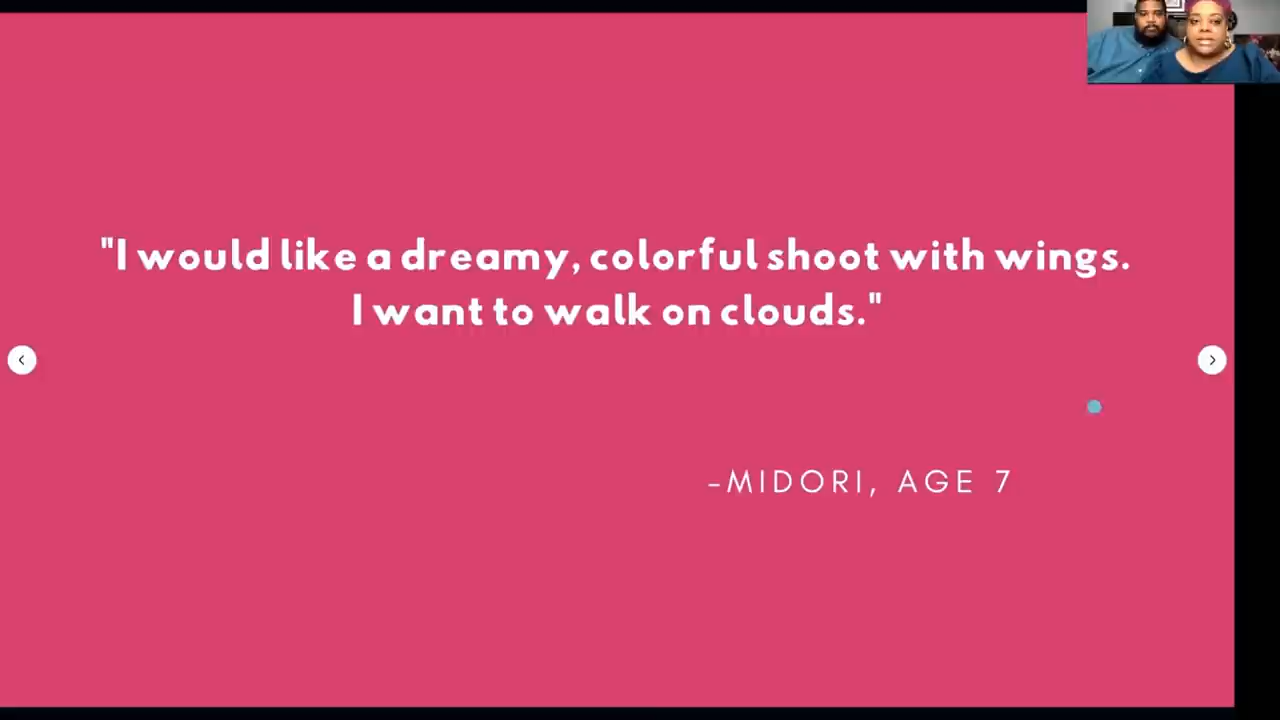 "I would like a dreamy, colorful shoot with wings.
I want to walk on clouds."
–MIDORI, AGE 7